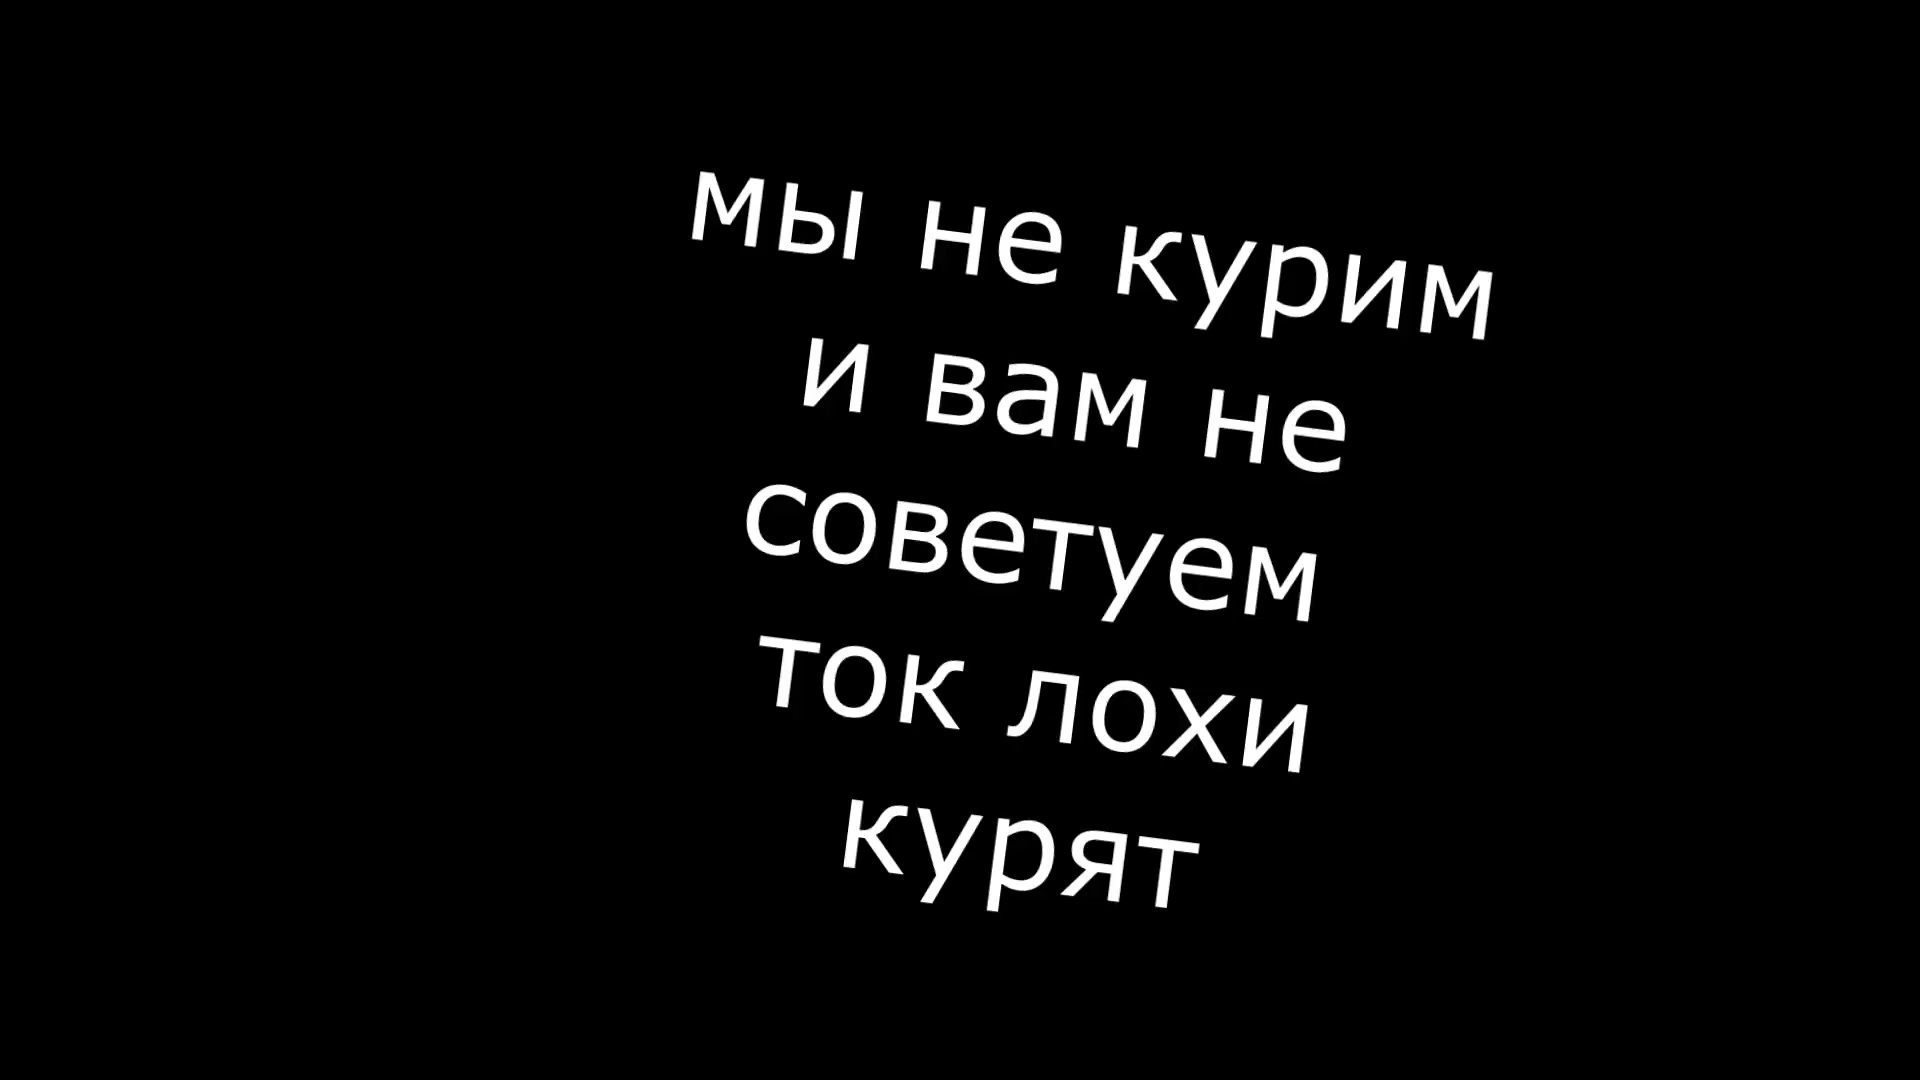 мы не курим
и вам не
советуем
ток лохи
курят